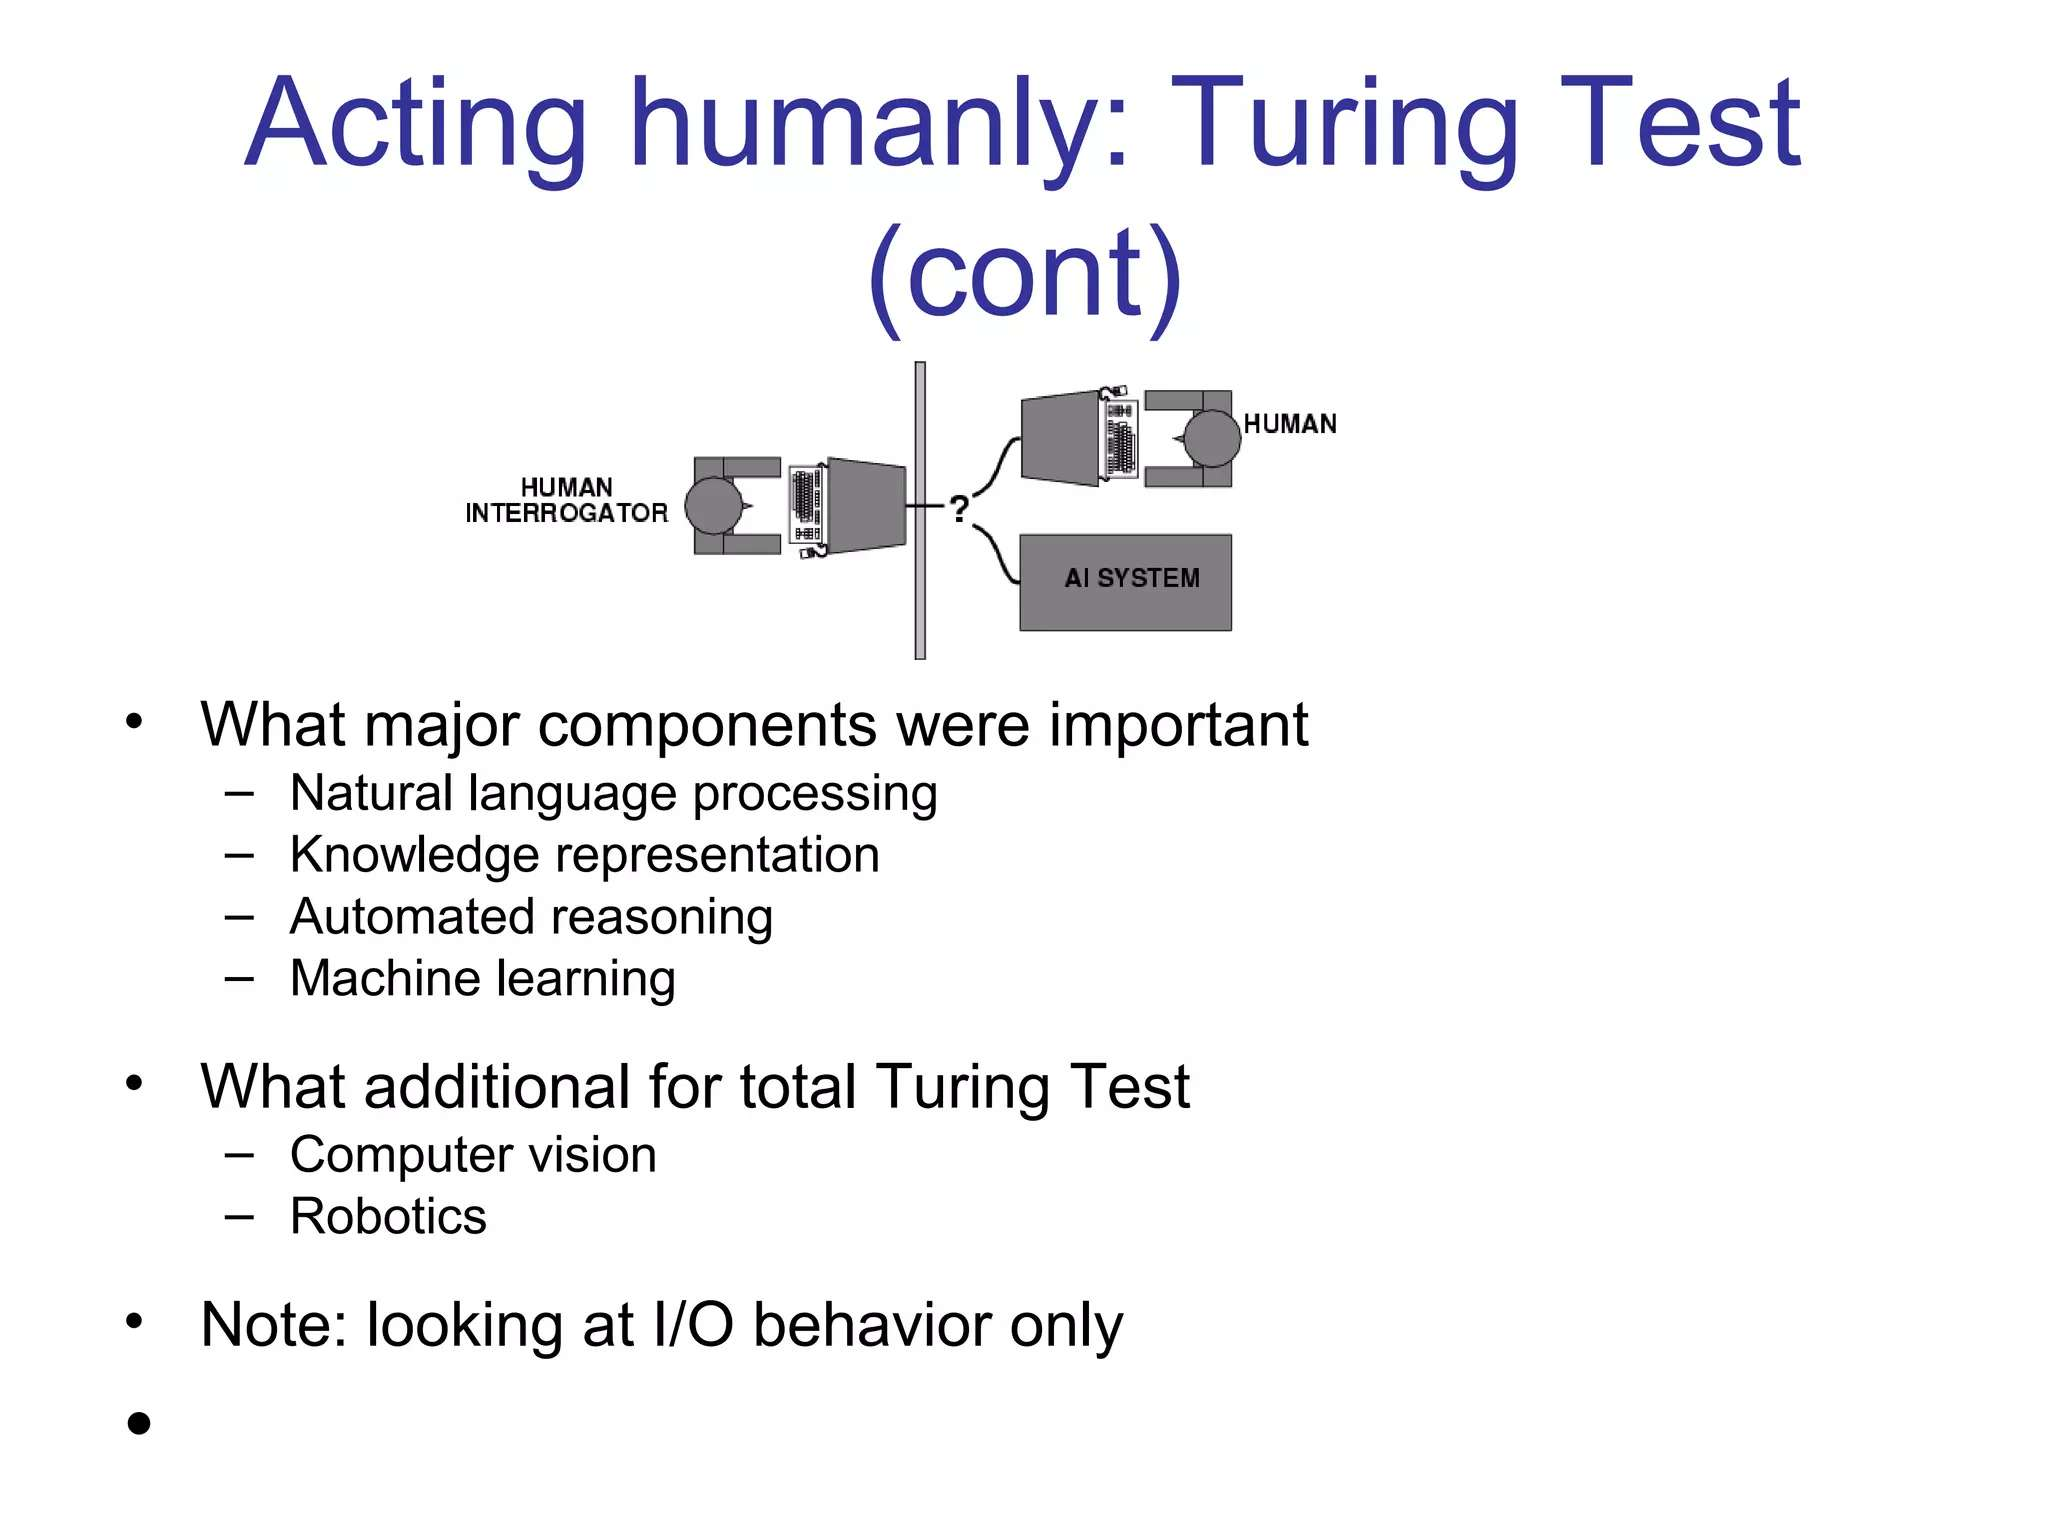 Acting humanly: Turing Test
(cont)
HUMAN
HUMAN
INTERROGATOR
?
AI SYSTEM
• What major components were important
– Natural language processing
– Knowledge representation
– Automated reasoning
– Machine learning
• What additional for total Turing Test
– Computer vision
– Robotics
• Note: looking at I/O behavior only
•